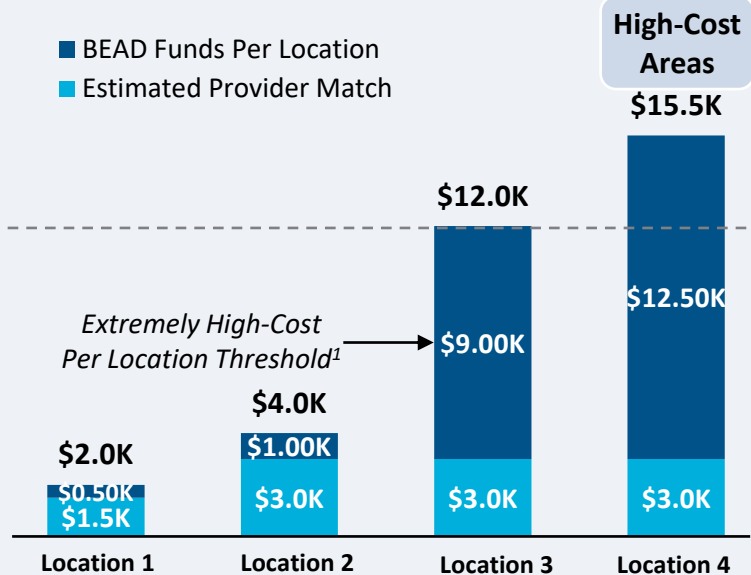 BEAD Funds Per Location
Estimated Provider Match
High-Cost
Areas
$15.5K
$12.0K
$12.50K
Extremely High-Cost
Per Location Threshold1
$9.00K
$4.0K
$1.00K
$2.0K
$0.50K
$1.5K
$3.0K
$3.0K
$3.0K
Location 1
Location 2
Location 3
Location 4